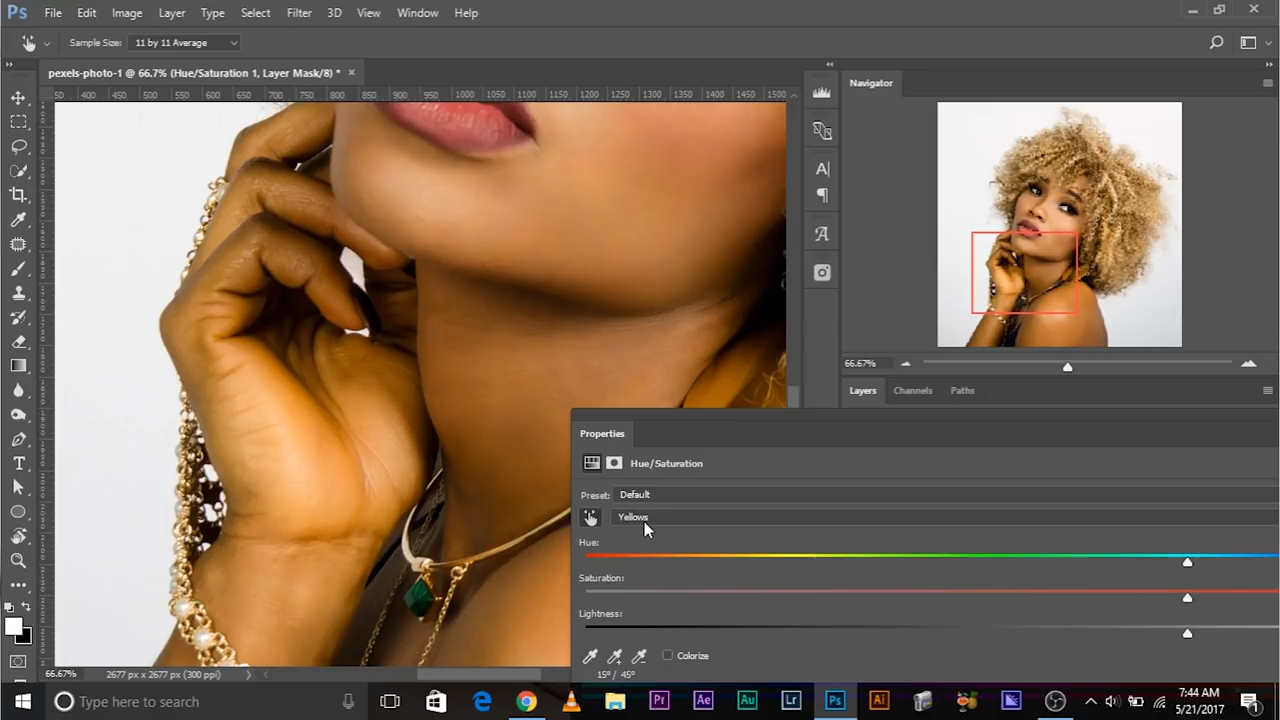 Ps File Edit Image Layer Type Select Filter 3D View Window Help
Sample Size: 11 by 11 Average
pexels-photo-1 @ 66.7% (Hue/Saturation 1, Layer Mask/8) * ×
50 400 450 500 550 600 650 700 750 800 850 900 950 1000 1050 1100 1150 1200 1250 1300 1350 1400 1450 1500
Navigator
66.67%
Layers Channels Paths
Properties
Hue/Saturation
Preset: Default
Yellows
Hue:
Saturation:
Lightness:
Colorize
15° / 45°
66.67% 2677 px x 2677 px (300 ppi)
Type here to search
Pr Ae Au Lr Ps Ai
7:44 AM
5/21/2017
1